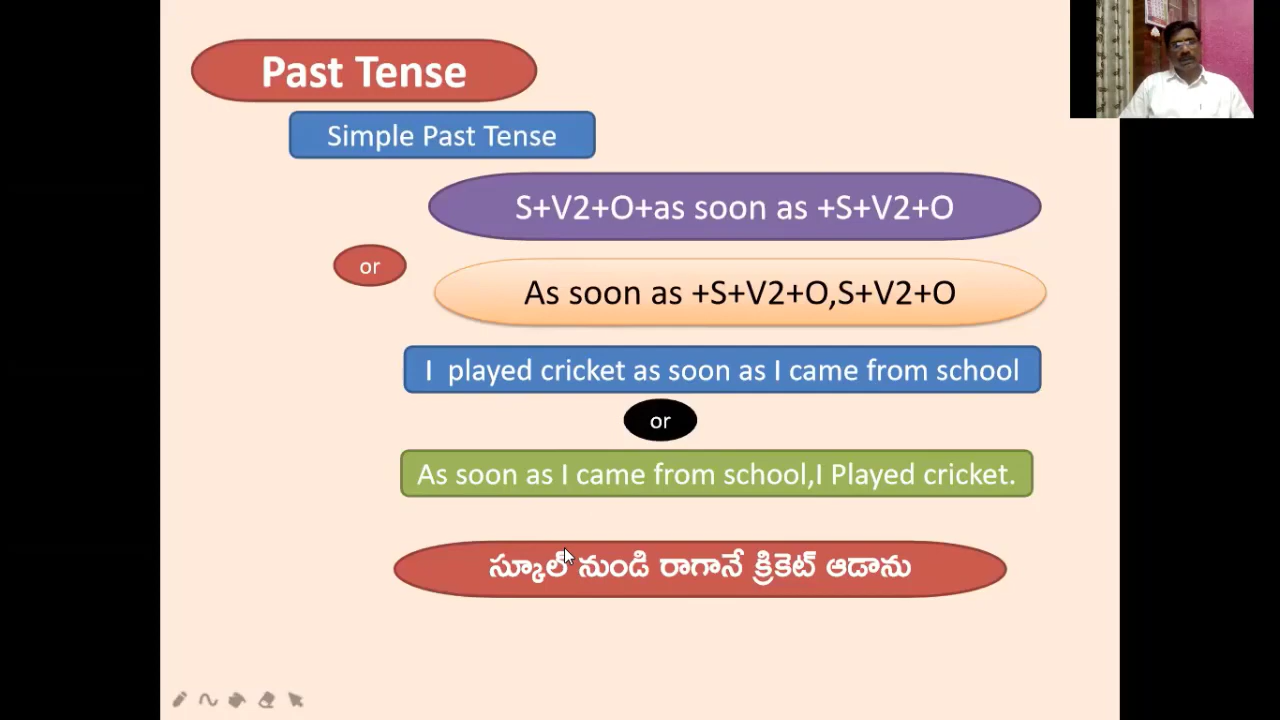 Past Tense
Simple Past Tense
S+V2+O+as soon as +S+V2+O
or
As soon as +S+V2+O,S+V2+O
I played cricket as soon as I came from school
or
As soon as I came from school,I Played cricket.
స్కూల్ నుండి రాగానే క్రికెట్ ఆడాను